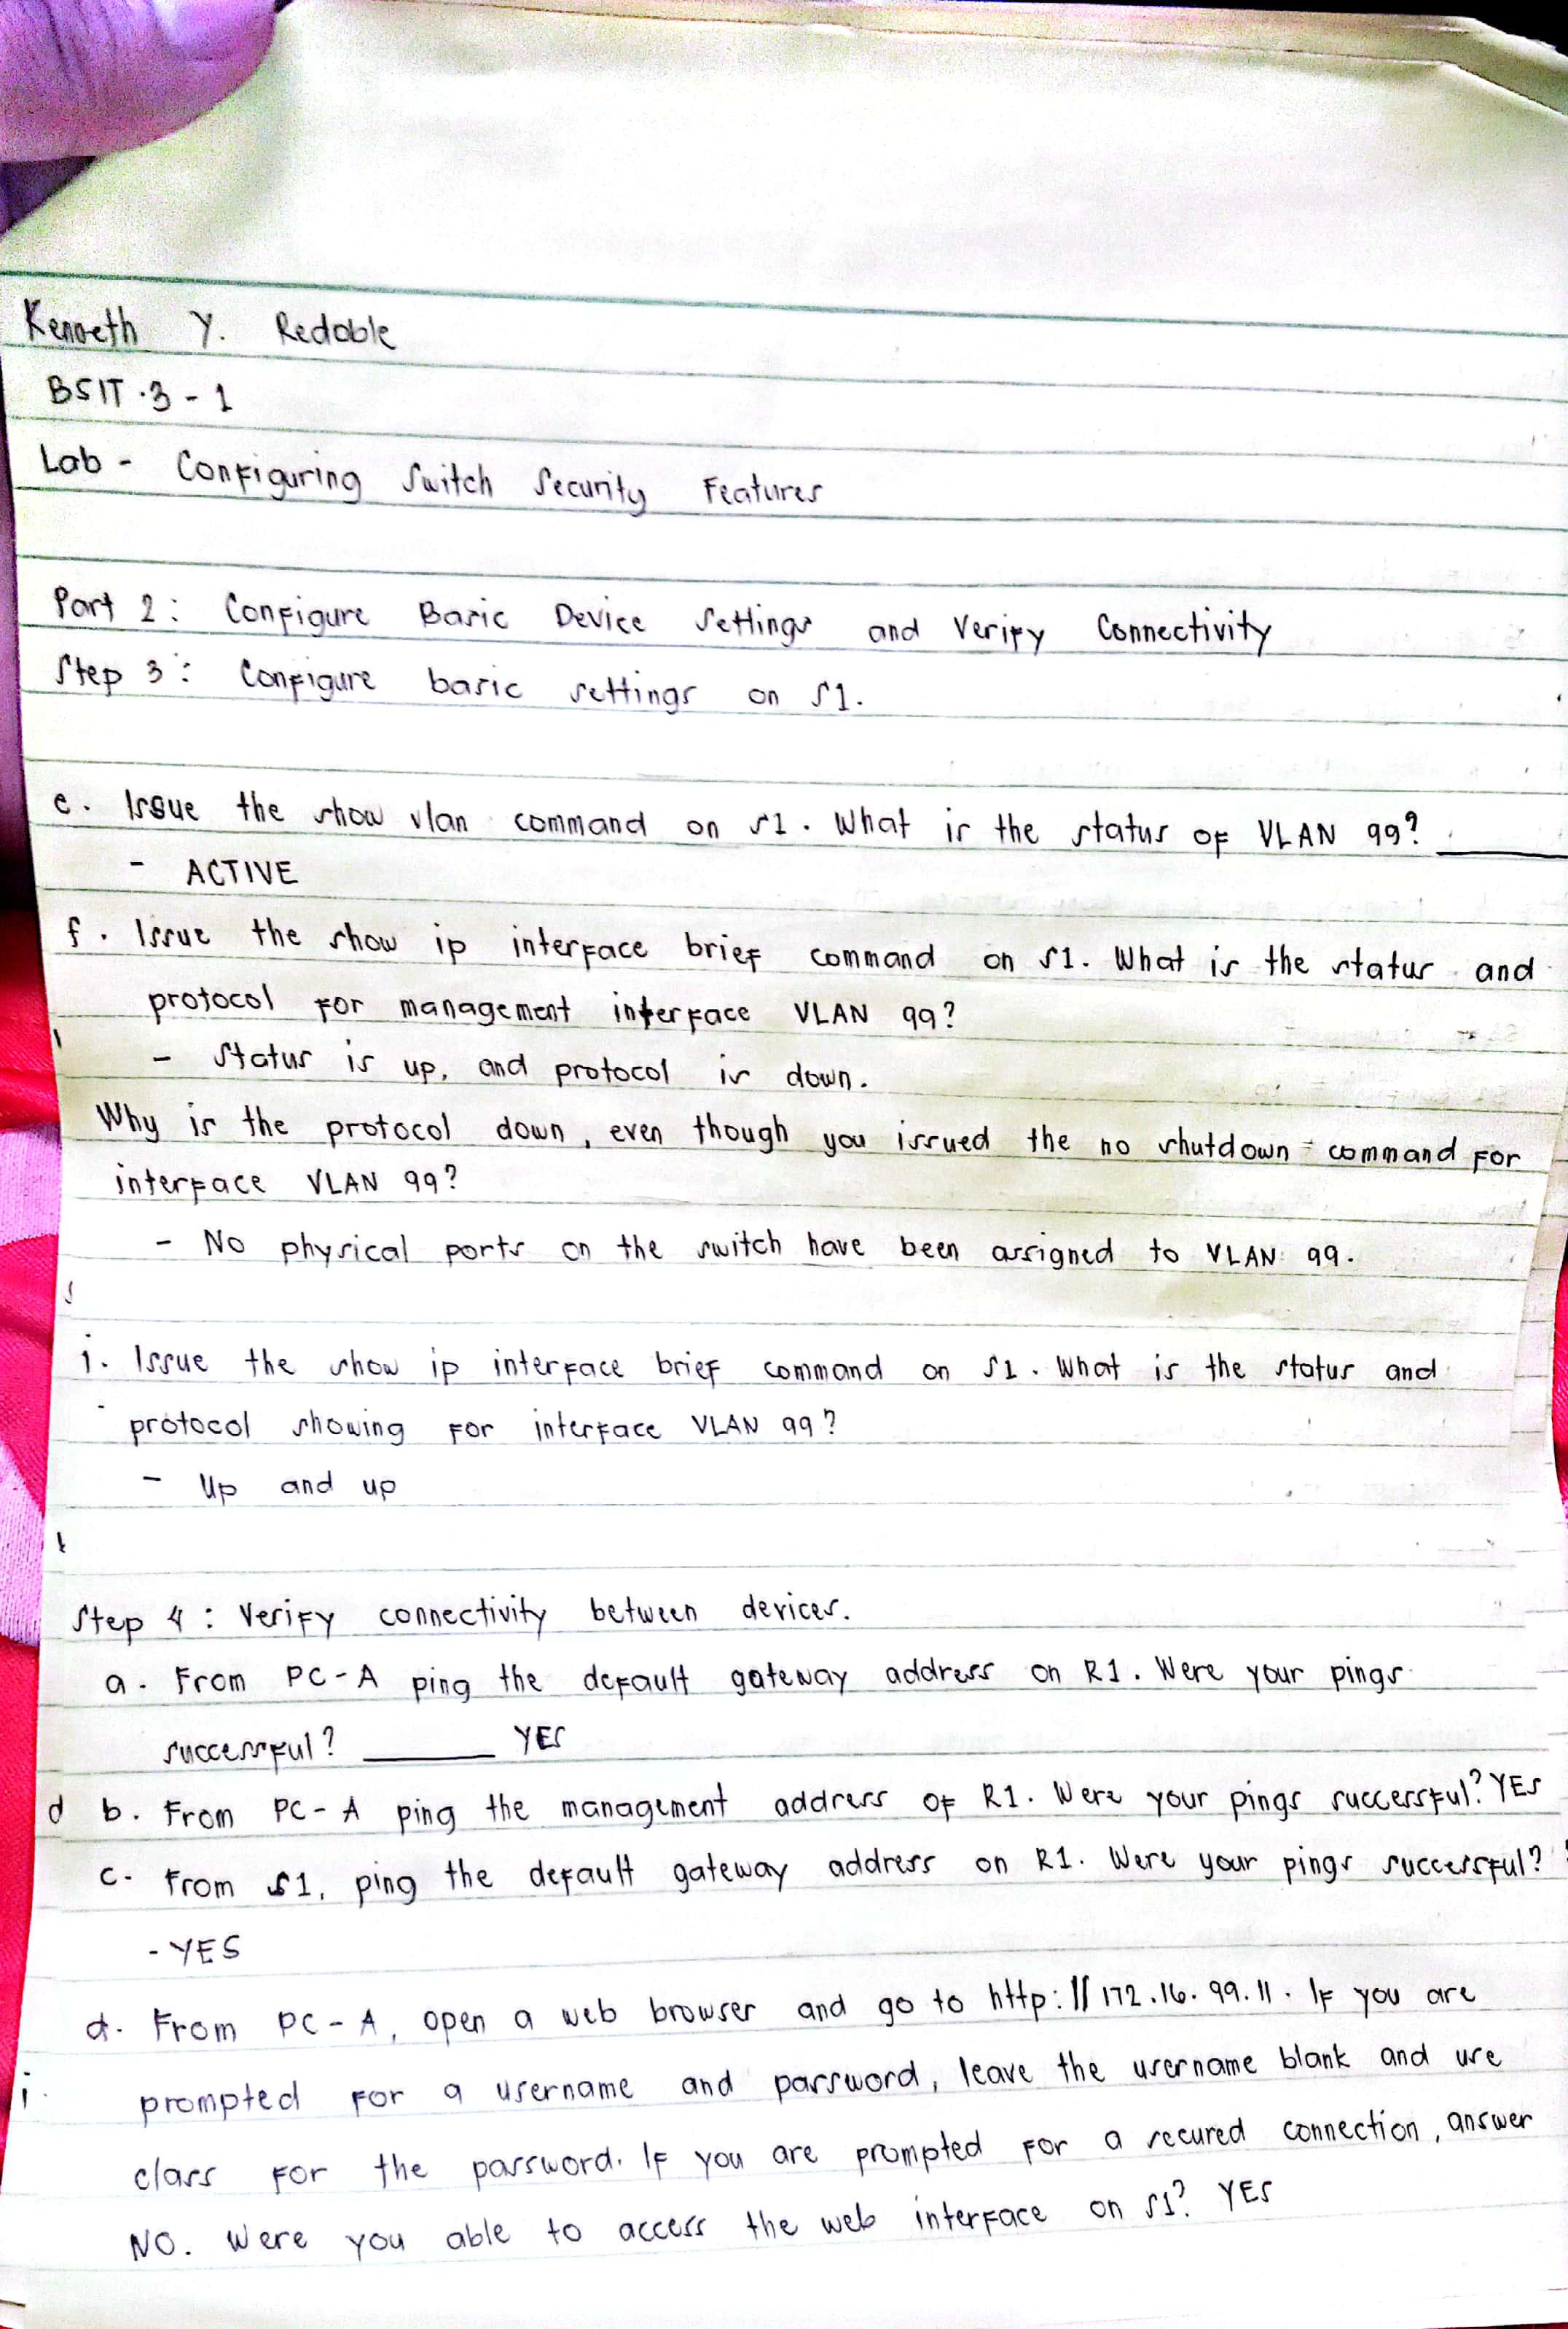 Kenneth Y. Redoble
BSIT-3-1
Lab - Configuring Switch Security Features
Part 2: Configure Basic Device Settings and Verify Connectivity
Step 3: Configure basic settings on S1.
e. Issue the show vlan command on S1. What is the status of VLAN 99? ______
- ACTIVE
f. Issue the show ip interface brief command on S1. What is the status and
protocol for management interface VLAN 99?
- Status is up, and protocol is down.
Why is the protocol down, even though you issued the no shutdown command for
interface VLAN 99?
- No physical ports on the switch have been assigned to VLAN 99.
i. Issue the show ip interface brief command on S1. What is the status and
protocol showing for interface VLAN 99?
- Up and up
Step 4: Verify connectivity between devices.
a. From PC-A ping the default gateway address on R1. Were your pings
successful? ______ YES
b. From PC-A ping the management address of R1. Were your pings successful? YES
c. From S1, ping the default gateway address on R1. Were your pings successful?
- YES
d. From PC-A, open a web browser and go to http://172.16.99.11. If you are
prompted for a username and password, leave the username blank and use
class for the password. If you are prompted for a secured connection, answer
NO. Were you able to access the web interface on S1? YES